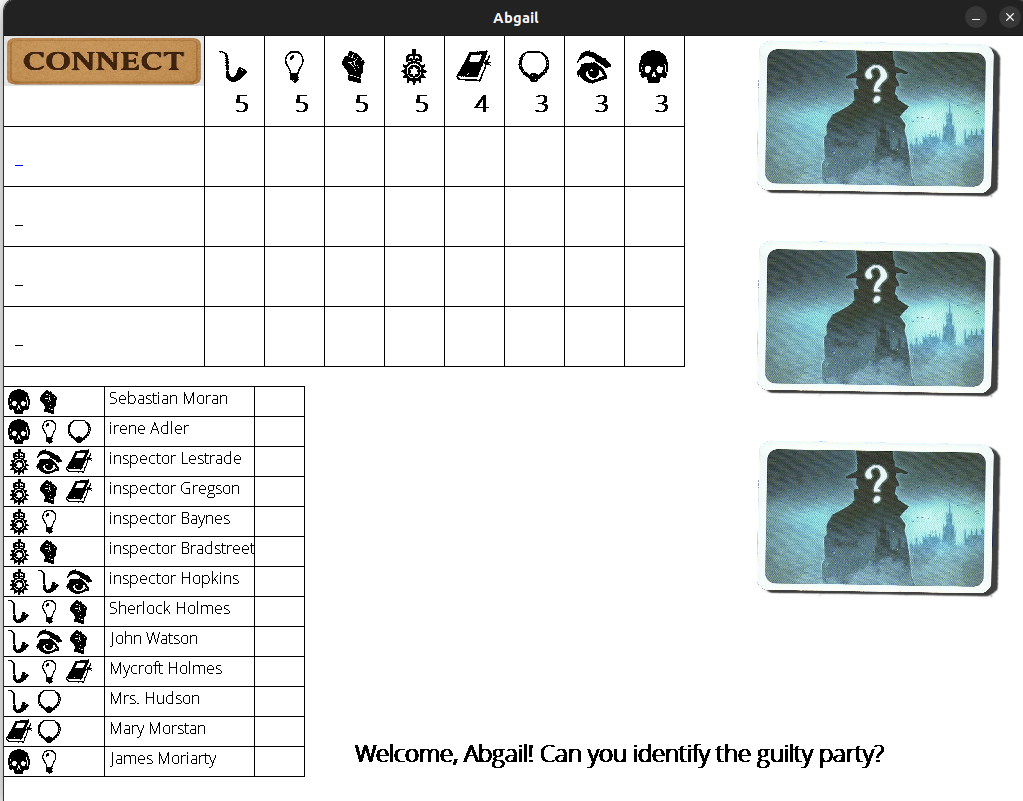 Abgail
CONNECT
5 5 5 5 4 3 3 3
_
_
_
_
Sebastian Moran
irene Adler
inspector Lestrade
inspector Gregson
inspector Baynes
inspector Bradstreet
inspector Hopkins
Sherlock Holmes
John Watson
Mycroft Holmes
Mrs. Hudson
Mary Morstan
James Moriarty
?
?
?
Welcome, Abgail! Can you identify the guilty party?